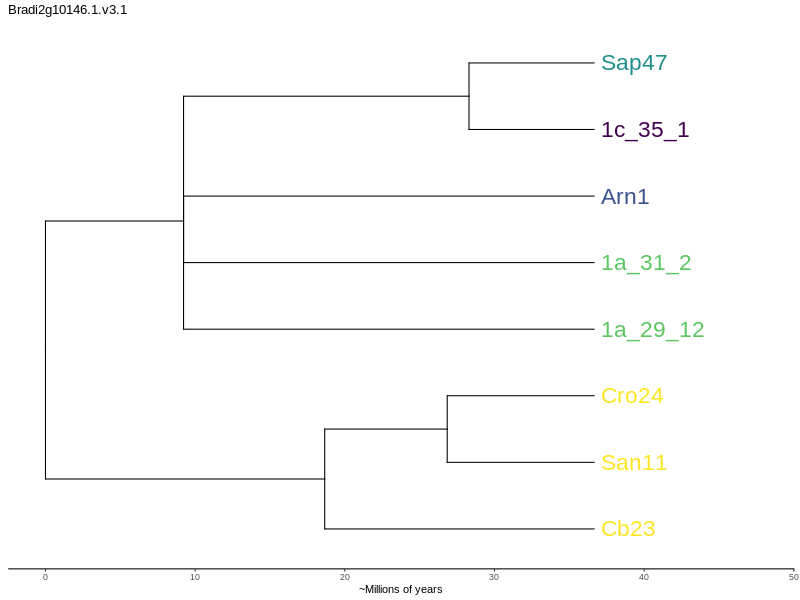 Bradi2g10146.1.v3.1
Sap47
1c_35_1
Arn1
1a_31_2
1a_29_12
Cro24
San11
Cb23
0 10 20 30 40 50
~Millions of years